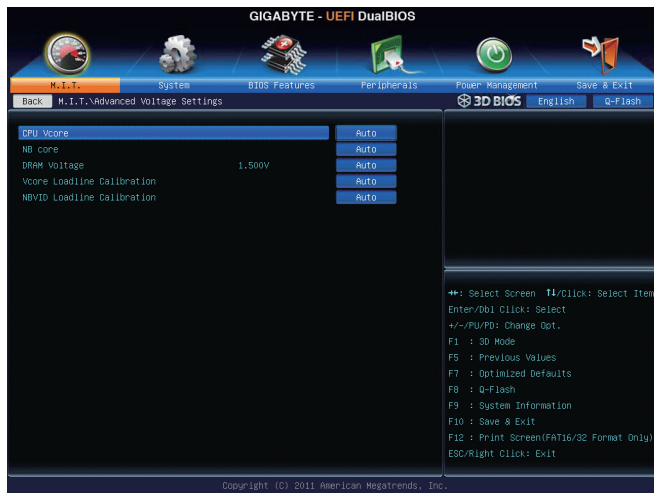 GIGABYTE - UEFI DualBIOS
M.I.T.
System
BIOS Features
Peripherals
Power Management
Save & Exit
Back M.I.T.\Advanced Voltage Settings
3D BIOS English Q-Flash
CPU Vcore Auto
NB core Auto
DRAM Voltage 1.500V Auto
Vcore Loadline Calibration Auto
NBVID Loadline Calibration Auto
→←: Select Screen ↑↓/Click: Select Item
Enter/Dbl Click: Select
+/-/PU/PD: Change Opt.
F1 : 3D Mode
F5 : Previous Values
F7 : Optimized Defaults
F8 : Q-Flash
F9 : System Information
F10 : Save & Exit
F12 : Print Screen(FAT16/32 Format Only)
ESC/Right Click: Exit
Copyright (C) 2011 American Megatrends, Inc.